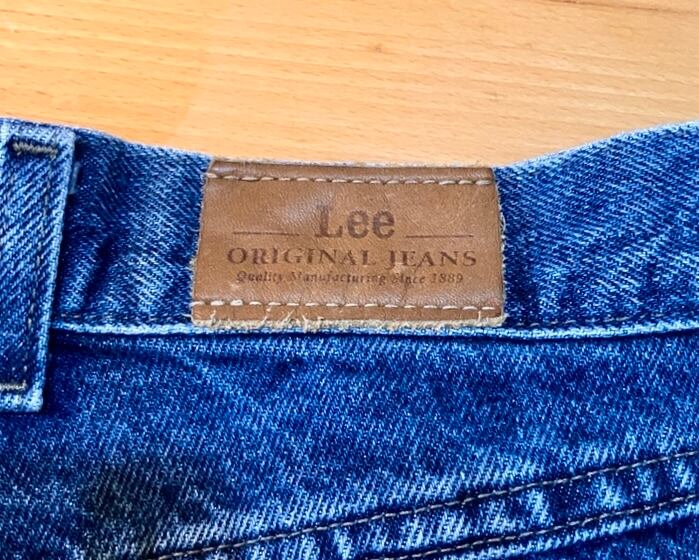 Lee
ORIGINAL JEANS
Quality Manufacturing Since 1889